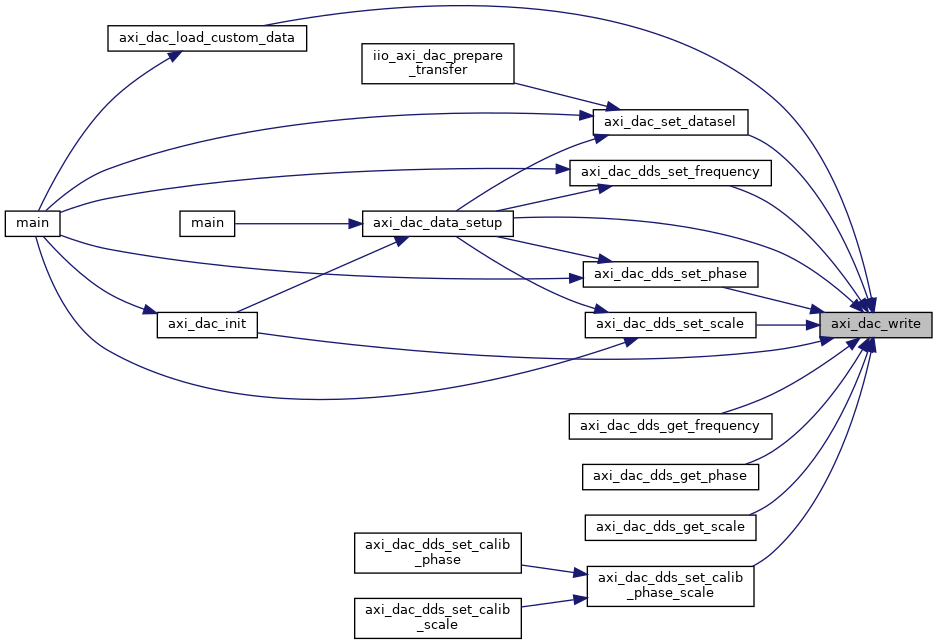 axi_dac_load_custom_data
iio_axi_dac_prepare
_transfer
axi_dac_set_datasel
axi_dac_dds_set_frequency
main
main
axi_dac_data_setup
axi_dac_dds_set_phase
axi_dac_init
axi_dac_dds_set_scale
axi_dac_write
axi_dac_dds_get_frequency
axi_dac_dds_get_phase
axi_dac_dds_get_scale
axi_dac_dds_set_calib
_phase
axi_dac_dds_set_calib
_phase_scale
axi_dac_dds_set_calib
_scale